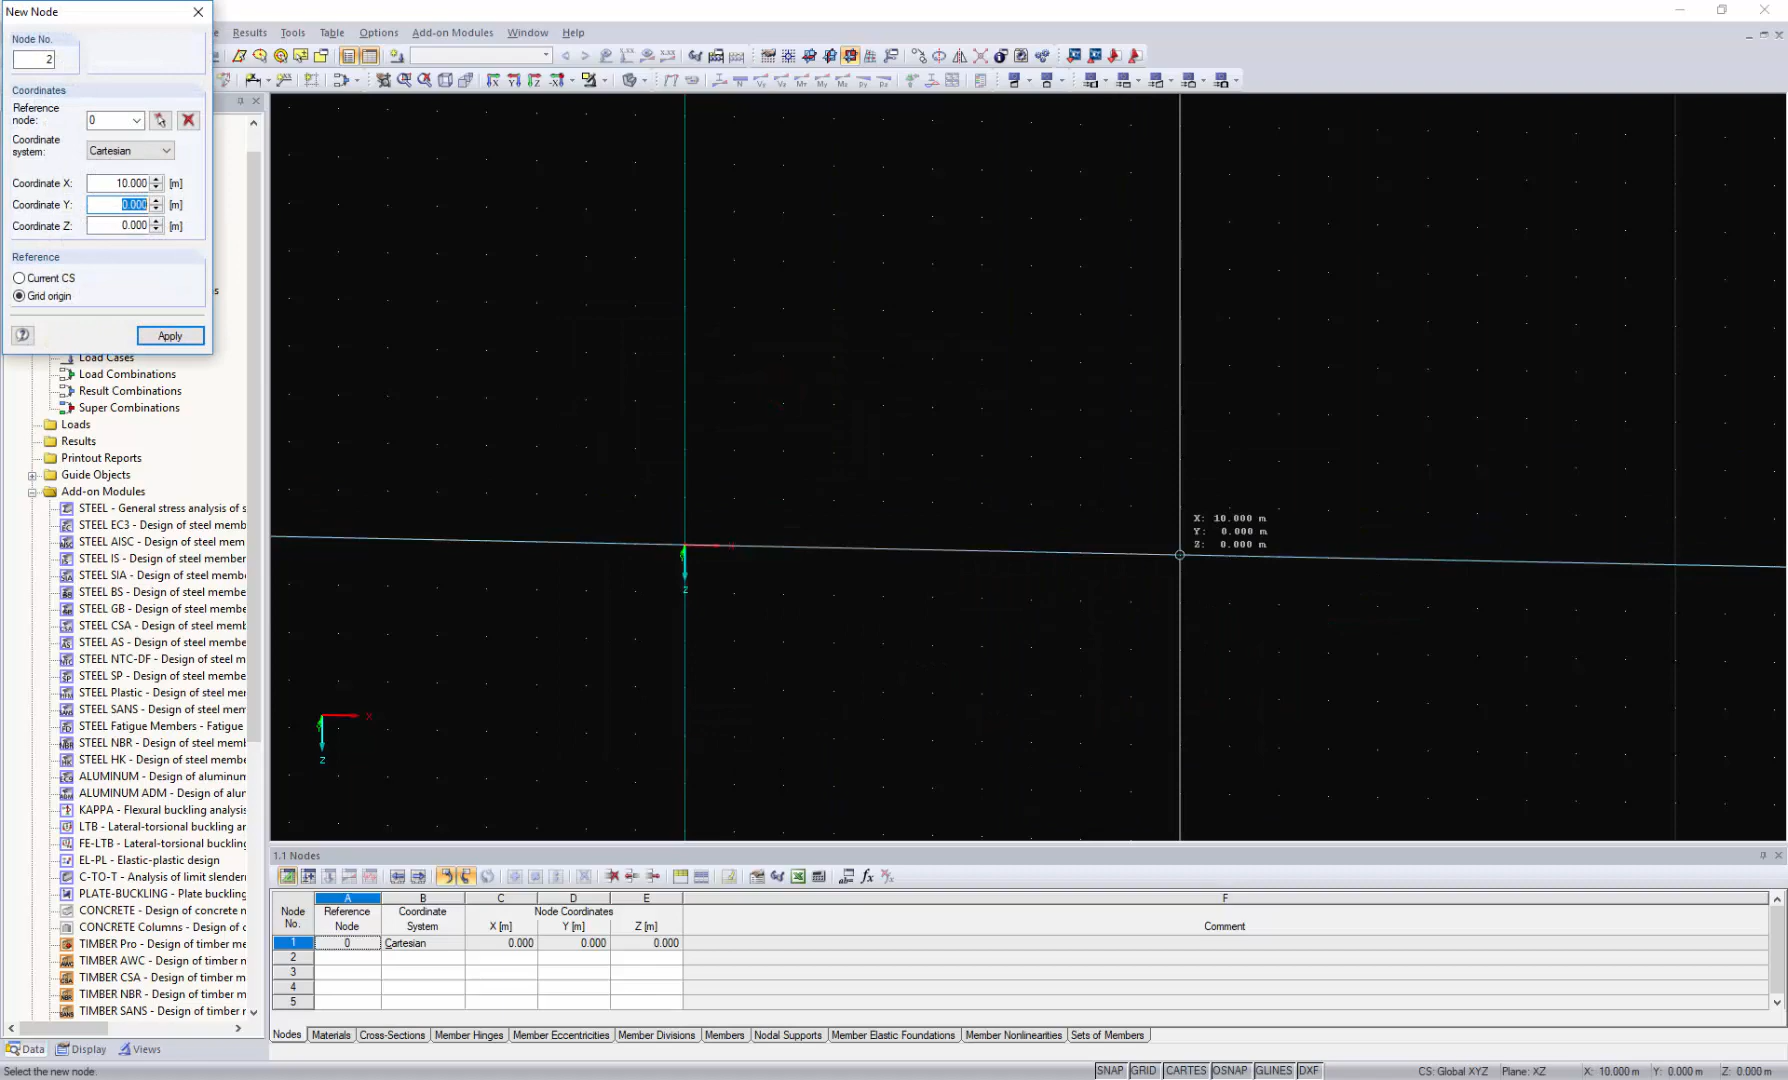 New Node
Node No.
2
Coordinates
Reference node:
0
Coordinate system:
Cartesian
Coordinate X:
10.000
[m]
Coordinate Y:
0.000
[m]
Coordinate Z:
0.000
[m]
Reference
Current CS
Grid origin
Apply
Results
Tools
Table
Options
Add-on Modules
Window
Help
Load Cases
Load Combinations
Result Combinations
Super Combinations
Loads
Results
Printout Reports
Guide Objects
Add-on Modules
STEEL - General stress analysis of s
STEEL EC3 - Design of steel memb
STEEL AISC - Design of steel memb
STEEL IS - Design of steel membe
STEEL SIA - Design of steel membe
STEEL BS - Design of steel membe
STEEL GB - Design of steel membe
STEEL CSA - Design of steel membe
STEEL AS - Design of steel membe
STEEL NTC-DF - Design of steel m
STEEL SP - Design of steel membe
STEEL Plastic - Design of steel mer
STEEL SANS - Design of steel mem
STEEL Fatigue Members - Fatigue
STEEL NBR - Design of steel memb
STEEL HK - Design of steel membe
ALUMINUM - Design of aluminum
ALUMINUM ADM - Design of alur
KAPPA - Flexural buckling analysis
LTB - Lateral-torsional buckling ar
FE-LTB - Lateral-torsional buckling
EL-PL - Elastic-plastic design
C-TO-T - Analysis of limit slender
PLATE-BUCKLING - Plate buckling
CONCRETE - Design of concrete m
CONCRETE Columns - Design of c
TIMBER Pro - Design of timber me
TIMBER AWC - Design of timber m
TIMBER CSA - Design of timber m
TIMBER NBR - Design of timber m
TIMBER SANS - Design of timber r
X: 10.000 m
Y: 0.000 m
Z: 0.000 m
Z
X
Z
1.1 Nodes
A B C D E F
Node No.
Reference Node
Coordinate System
Node Coordinates
X [m] Y [m] Z [m]
Comment
1 0 Cartesian 0.000 0.000 0.000
2
3
4
5
Nodes Materials Cross-Sections Member Hinges Member Eccentricities Member Divisions Members Nodal Supports Member Elastic Foundations Member Nonlinearities Sets of Members
Data Display Views
Select the new node.
SNAP GRID CARTES OSNAP GLINES DXF CS: Global XYZ Plane: XZ X: 10.000 m Y: 0.000 m Z: 0.000 m